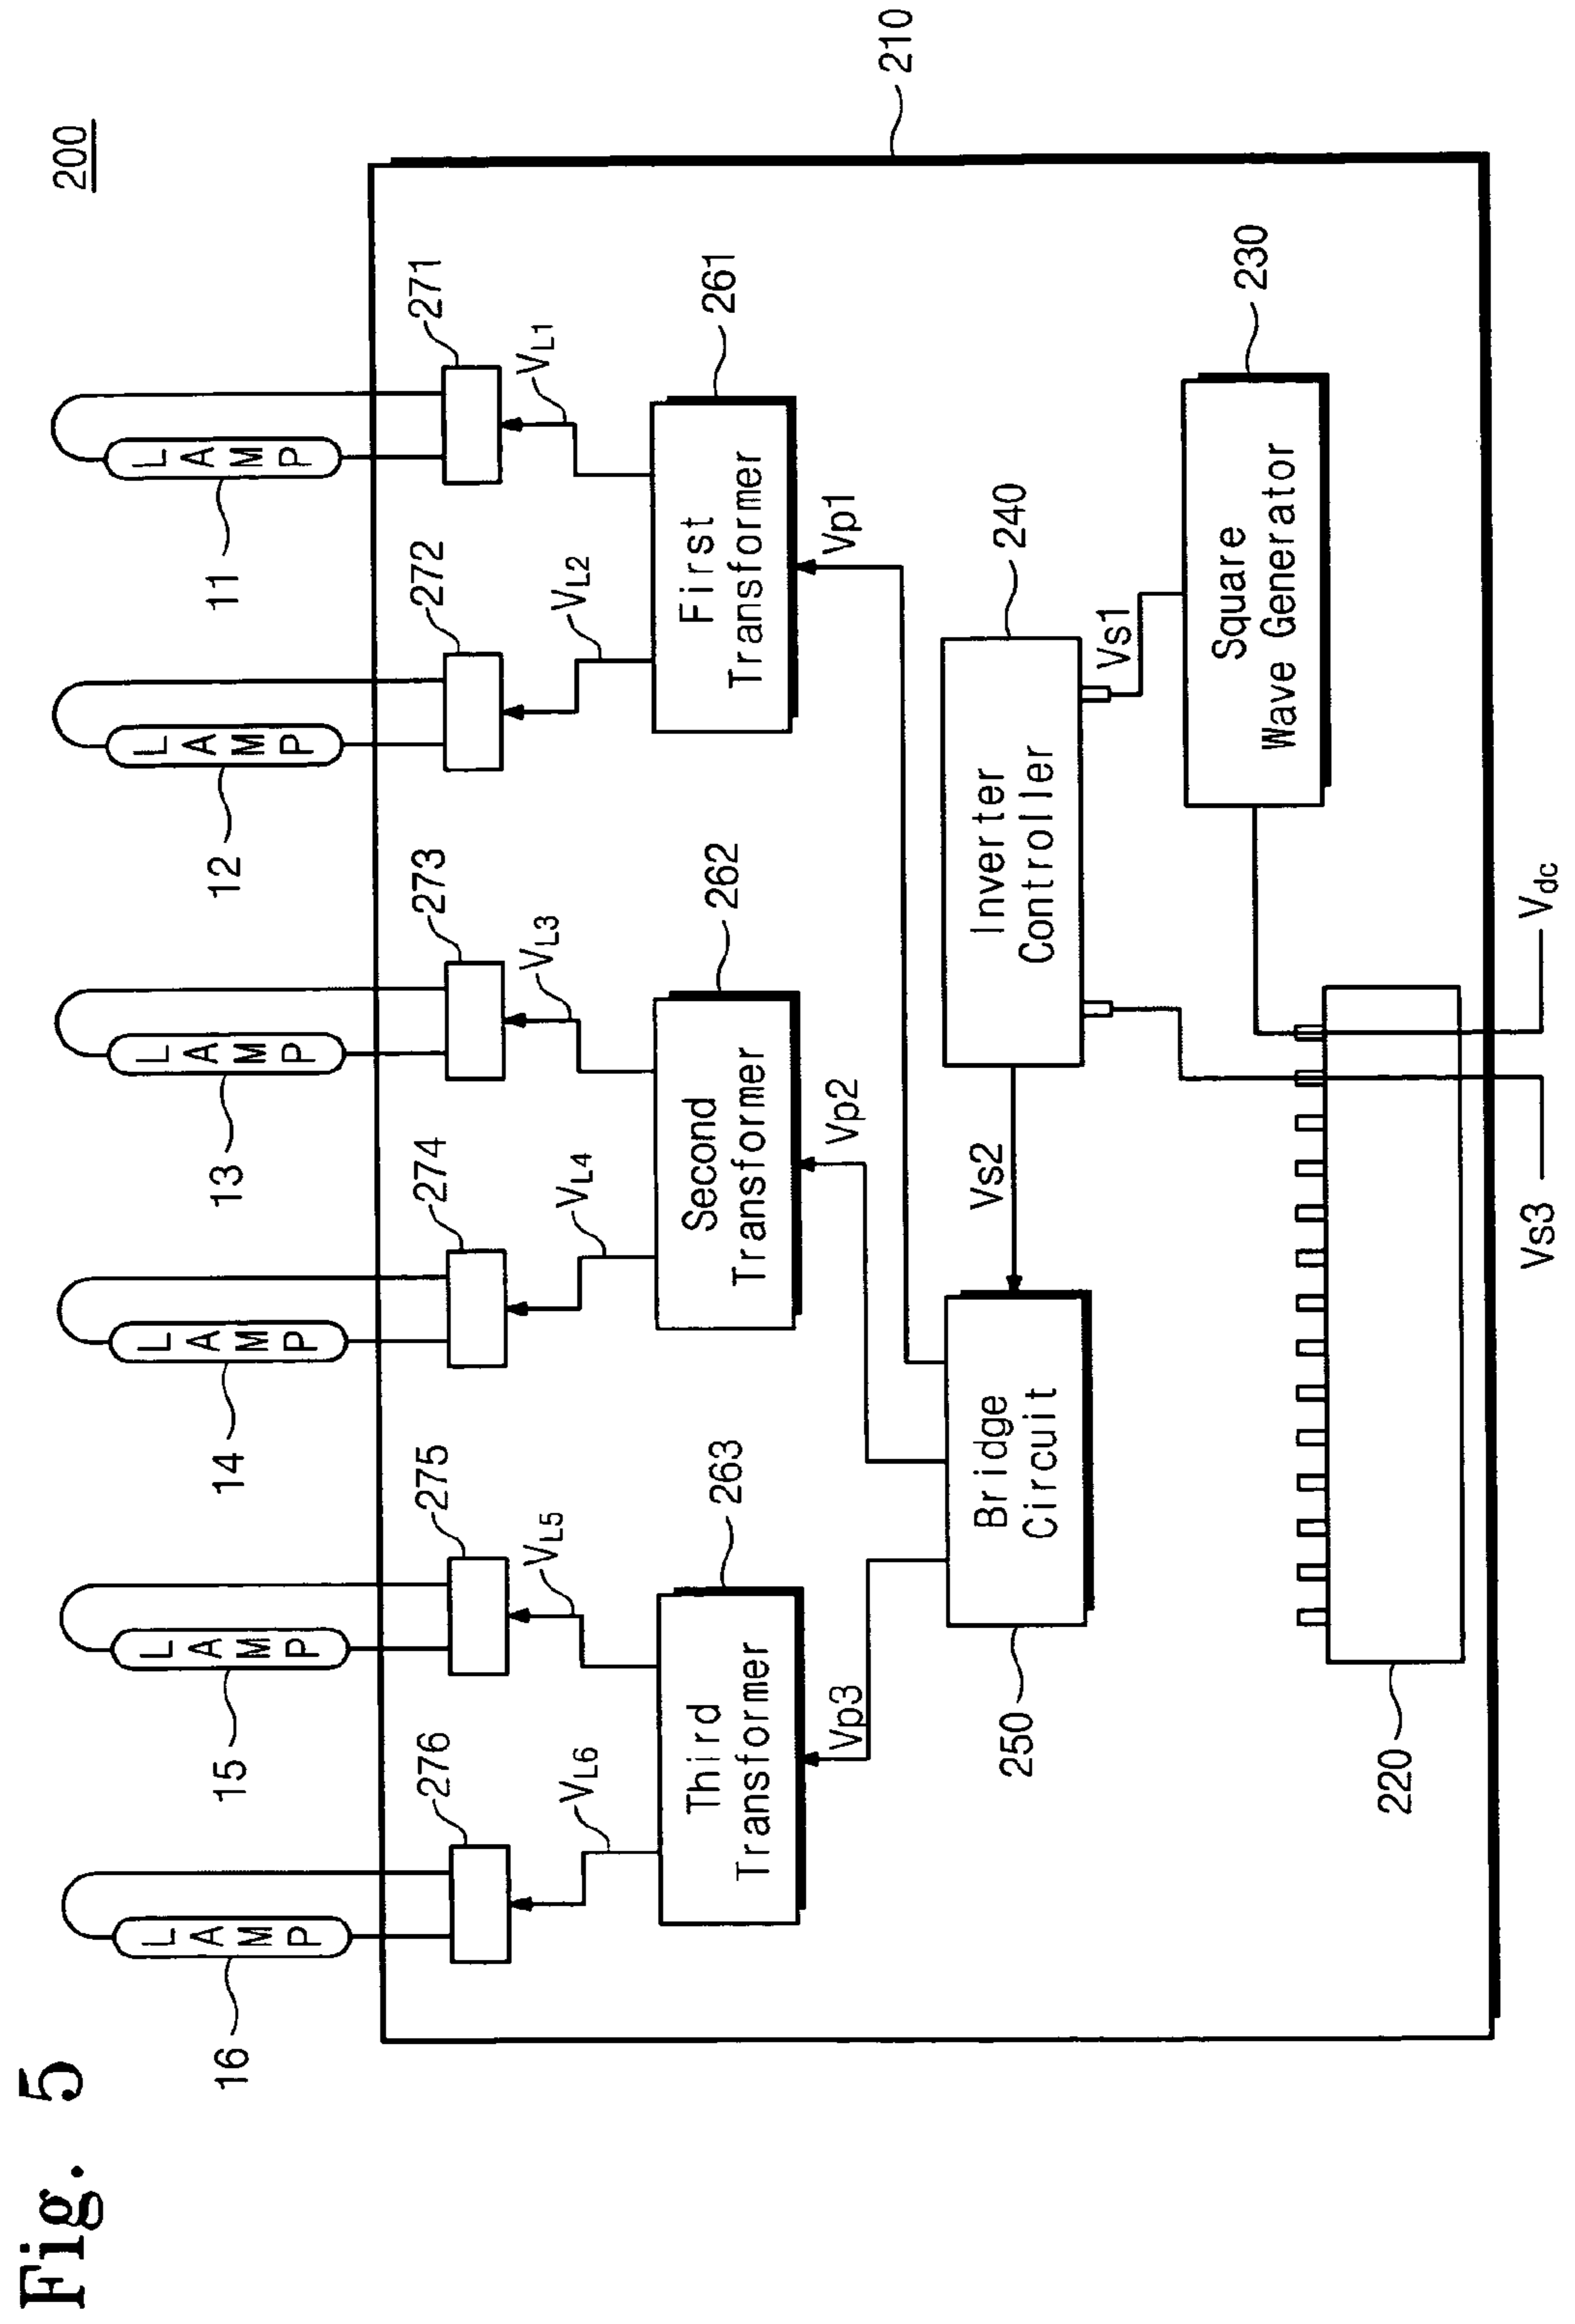 Fig. 5
200
16
15
14
13
12
11
LAMP
LAMP
LAMP
LAMP
LAMP
LAMP
276
275
274
273
272
271
VL6
VL5
VL4
VL3
VL2
VL1
263
262
261
Third
Transformer
Second
Transformer
First
Transformer
Vp3
Vp2
Vp1
210
250
Bridge
Circuit
Vs2
Inverter
Controller
240
Vs1
230
Square
Wave Generator
220
Vs3
Vdc